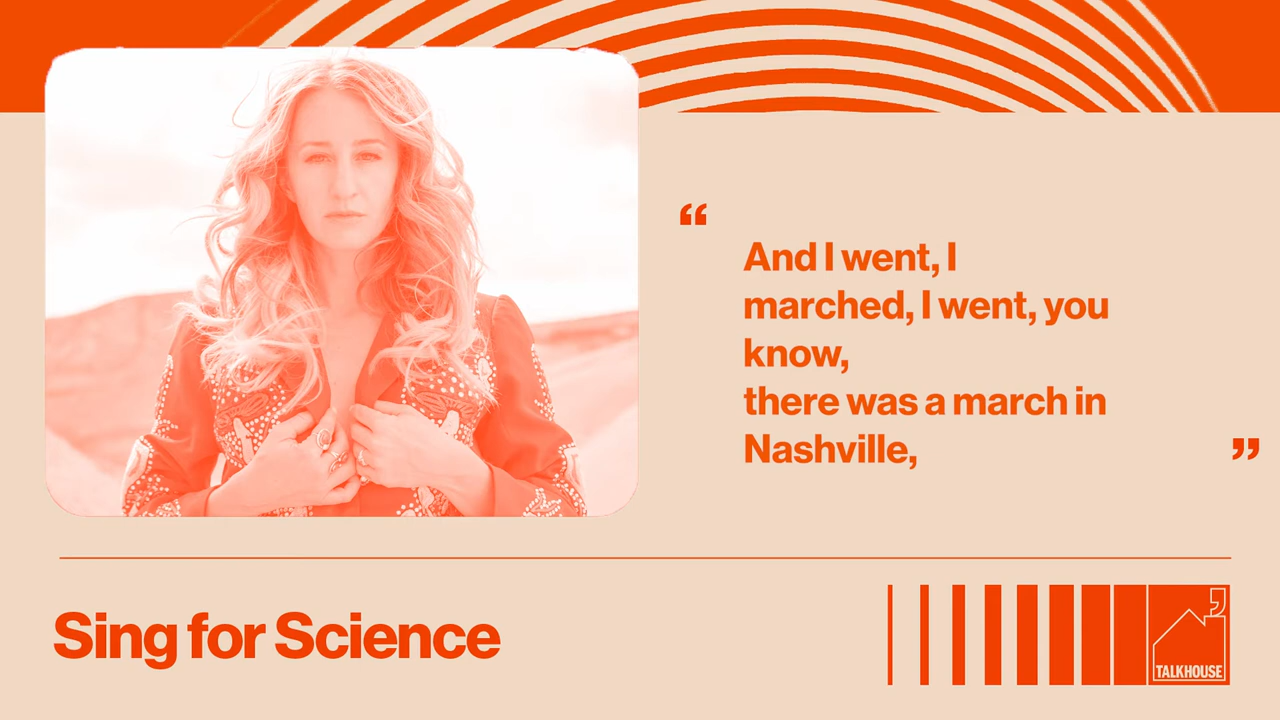 “
And I went, I
marched, I went, you
know,
there was a march in
Nashville,
”
Sing for Science
TALKHOUSE